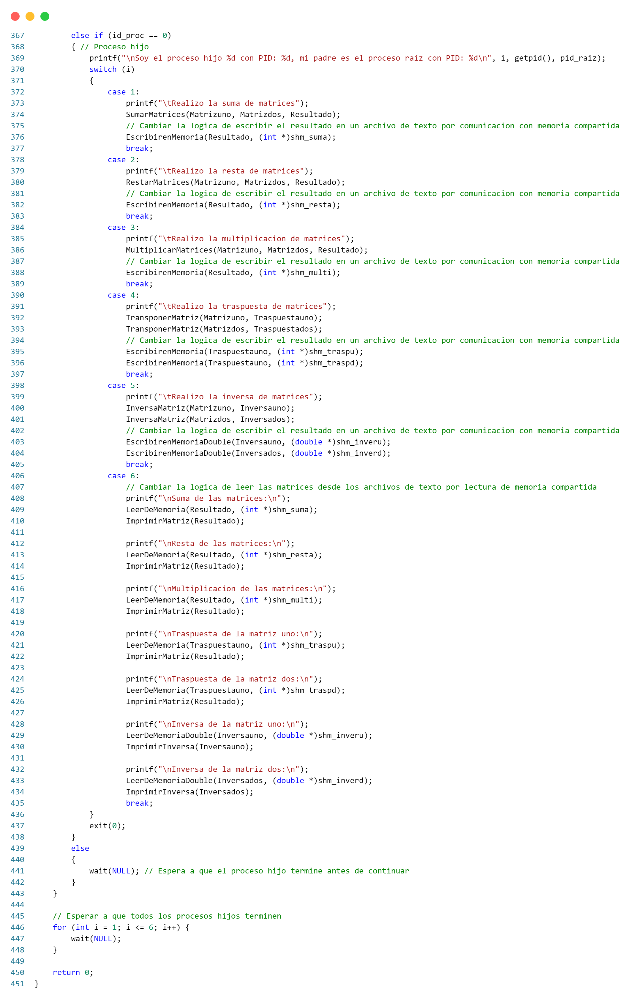 367         else if (id_proc == 0)
368         { // Proceso hijo
369             printf("\nSoy el proceso hijo %d con PID: %d, mi padre es el proceso raíz con PID: %d\n", i, getpid(), pid_raiz);
370             switch (i)
371             {
372                 case 1:
373                     printf("\tRealizo la suma de matrices");
374                     SumarMatrices(Matrizuno, Matrizdos, Resultado);
375                     // Cambiar la logica de escribir el resultado en un archivo de texto por comunicacion con memoria compartida
376                     EscribirenMemoria(Resultado, (int *)shm_suma);
377                     break;
378                 case 2:
379                     printf("\tRealizo la resta de matrices");
380                     RestarMatrices(Matrizuno, Matrizdos, Resultado);
381                     // Cambiar la logica de escribir el resultado en un archivo de texto por comunicacion con memoria compartida
382                     EscribirenMemoria(Resultado, (int *)shm_resta);
383                     break;
384                 case 3:
385                     printf("\tRealizo la multiplicacion de matrices");
386                     MultiplicarMatrices(Matrizuno, Matrizdos, Resultado);
387                     // Cambiar la logica de escribir el resultado en un archivo de texto por comunicacion con memoria compartida
388                     EscribirenMemoria(Resultado, (int *)shm_multi);
389                     break;
390                 case 4:
391                     printf("\tRealizo la traspuesta de matrices");
392                     TransponerMatriz(Matrizuno, Traspuestauno);
393                     TransponerMatriz(Matrizdos, Traspuestados);
394                     // Cambiar la logica de escribir el resultado en un archivo de texto por comunicacion con memoria compartida
395                     EscribirenMemoria(Traspuestauno, (int *)shm_traspu);
396                     EscribirenMemoria(Traspuestauno, (int *)shm_traspd);
397                     break;
398                 case 5:
399                     printf("\tRealizo la inversa de matrices");
400                     InversaMatriz(Matrizuno, Inversauno);
401                     InversaMatriz(Matrizdos, Inversados);
402                     // Cambiar la logica de escribir el resultado en un archivo de texto por comunicacion con memoria compartida
403                     EscribirenMemoriaDouble(Inversauno, (double *)shm_inveru);
404                     EscribirenMemoriaDouble(Inversados, (double *)shm_inverd);
405                     break;
406                 case 6:
407                     // Cambiar la logica de leer las matrices desde los archivos de texto por lectura de memoria compartida
408                     printf("\nSuma de las matrices:\n");
409                     LeerDeMemoria(Resultado, (int *)shm_suma);
410                     ImprimirMatriz(Resultado);
411
412                     printf("\nResta de las matrices:\n");
413                     LeerDeMemoria(Resultado, (int *)shm_resta);
414                     ImprimirMatriz(Resultado);
415
416                     printf("\nMultiplicacion de las matrices:\n");
417                     LeerDeMemoria(Resultado, (int *)shm_multi);
418                     ImprimirMatriz(Resultado);
419
420                     printf("\nTraspuesta de la matriz uno:\n");
421                     LeerDeMemoria(Traspuestauno, (int *)shm_traspu);
422                     ImprimirMatriz(Resultado);
423
424                     printf("\nTraspuesta de la matriz dos:\n");
425                     LeerDeMemoria(Traspuestauno, (int *)shm_traspd);
426                     ImprimirMatriz(Resultado);
427
428                     printf("\nInversa de la matriz uno:\n");
429                     LeerDeMemoriaDouble(Inversauno, (double *)shm_inveru);
430                     ImprimirInversa(Inversauno);
431
432                     printf("\nInversa de la matriz dos:\n");
433                     LeerDeMemoriaDouble(Inversados, (double *)shm_inverd);
434                     ImprimirInversa(Inversados);
435                     break;
436             }
437             exit(0);
438         }
439         else
440         {
441             wait(NULL); // Espera a que el proceso hijo termine antes de continuar
442         }
443     }
444
445     // Esperar a que todos los procesos hijos terminen
446     for (int i = 1; i <= 6; i++) {
447         wait(NULL);
448     }
449
450     return 0;
451 }